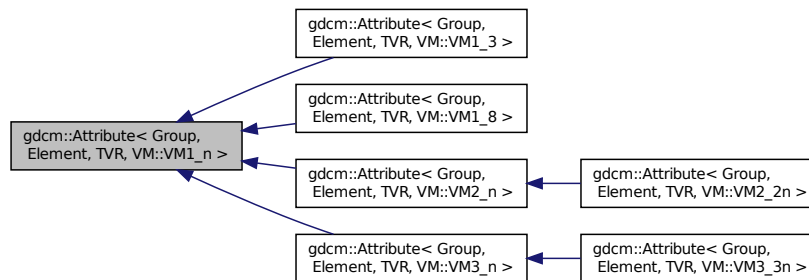 gdcm::Attribute< Group,
Element, TVR, VM::VM1_3 >
gdcm::Attribute< Group,
Element, TVR, VM::VM1_8 >
gdcm::Attribute< Group,
Element, TVR, VM::VM1_n >
gdcm::Attribute< Group,
Element, TVR, VM::VM2_n >
gdcm::Attribute< Group,
Element, TVR, VM::VM2_2n >
gdcm::Attribute< Group,
Element, TVR, VM::VM3_n >
gdcm::Attribute< Group,
Element, TVR, VM::VM3_3n >